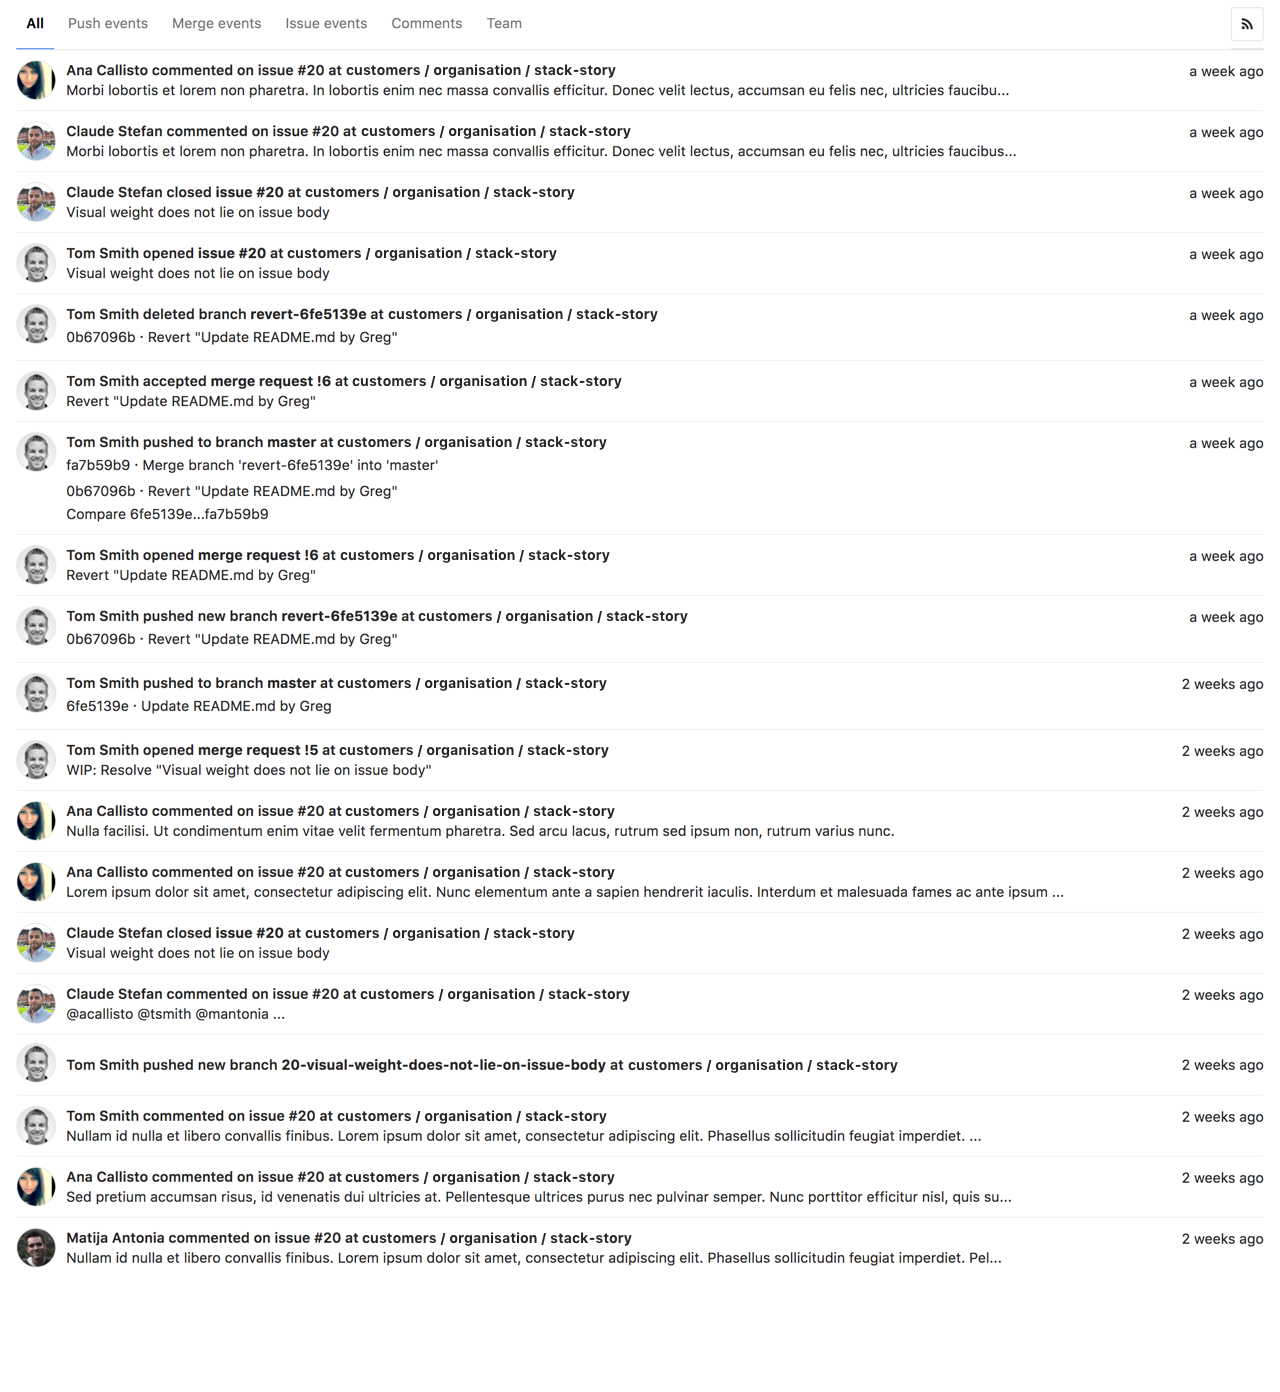 All Push events Merge events Issue events Comments Team
Ana Callisto commented on issue #20 at customers / organisation / stack-story a week ago
Morbi lobortis et lorem non pharetra. In lobortis enim nec massa convallis efficitur. Donec velit lectus, accumsan eu felis nec, ultricies faucibu...
Claude Stefan commented on issue #20 at customers / organisation / stack-story a week ago
Morbi lobortis et lorem non pharetra. In lobortis enim nec massa convallis efficitur. Donec velit lectus, accumsan eu felis nec, ultricies faucibus...
Claude Stefan closed issue #20 at customers / organisation / stack-story a week ago
Visual weight does not lie on issue body
Tom Smith opened issue #20 at customers / organisation / stack-story a week ago
Visual weight does not lie on issue body
Tom Smith deleted branch revert-6fe5139e at customers / organisation / stack-story a week ago
0b67096b · Revert "Update README.md by Greg"
Tom Smith accepted merge request !6 at customers / organisation / stack-story a week ago
Revert "Update README.md by Greg"
Tom Smith pushed to branch master at customers / organisation / stack-story a week ago
fa7b59b9 · Merge branch 'revert-6fe5139e' into 'master'
0b67096b · Revert "Update README.md by Greg"
Compare 6fe5139e...fa7b59b9
Tom Smith opened merge request !6 at customers / organisation / stack-story a week ago
Revert "Update README.md by Greg"
Tom Smith pushed new branch revert-6fe5139e at customers / organisation / stack-story a week ago
0b67096b · Revert "Update README.md by Greg"
Tom Smith pushed to branch master at customers / organisation / stack-story 2 weeks ago
6fe5139e · Update README.md by Greg
Tom Smith opened merge request !5 at customers / organisation / stack-story 2 weeks ago
WIP: Resolve "Visual weight does not lie on issue body"
Ana Callisto commented on issue #20 at customers / organisation / stack-story 2 weeks ago
Nulla facilisi. Ut condimentum enim vitae velit fermentum pharetra. Sed arcu lacus, rutrum sed ipsum non, rutrum varius nunc.
Ana Callisto commented on issue #20 at customers / organisation / stack-story 2 weeks ago
Lorem ipsum dolor sit amet, consectetur adipiscing elit. Nunc elementum ante a sapien hendrerit iaculis. Interdum et malesuada fames ac ante ipsum ...
Claude Stefan closed issue #20 at customers / organisation / stack-story 2 weeks ago
Visual weight does not lie on issue body
Claude Stefan commented on issue #20 at customers / organisation / stack-story 2 weeks ago
@acallisto @tsmith @mantonia ...
Tom Smith pushed new branch 20-visual-weight-does-not-lie-on-issue-body at customers / organisation / stack-story 2 weeks ago
Tom Smith commented on issue #20 at customers / organisation / stack-story 2 weeks ago
Nullam id nulla et libero convallis finibus. Lorem ipsum dolor sit amet, consectetur adipiscing elit. Phasellus sollicitudin feugiat imperdiet. ...
Ana Callisto commented on issue #20 at customers / organisation / stack-story 2 weeks ago
Sed pretium accumsan risus, id venenatis dui ultricies at. Pellentesque ultrices purus nec pulvinar semper. Nunc porttitor efficitur nisl, quis su...
Matija Antonia commented on issue #20 at customers / organisation / stack-story 2 weeks ago
Nullam id nulla et libero convallis finibus. Lorem ipsum dolor sit amet, consectetur adipiscing elit. Phasellus sollicitudin feugiat imperdiet. Pel...